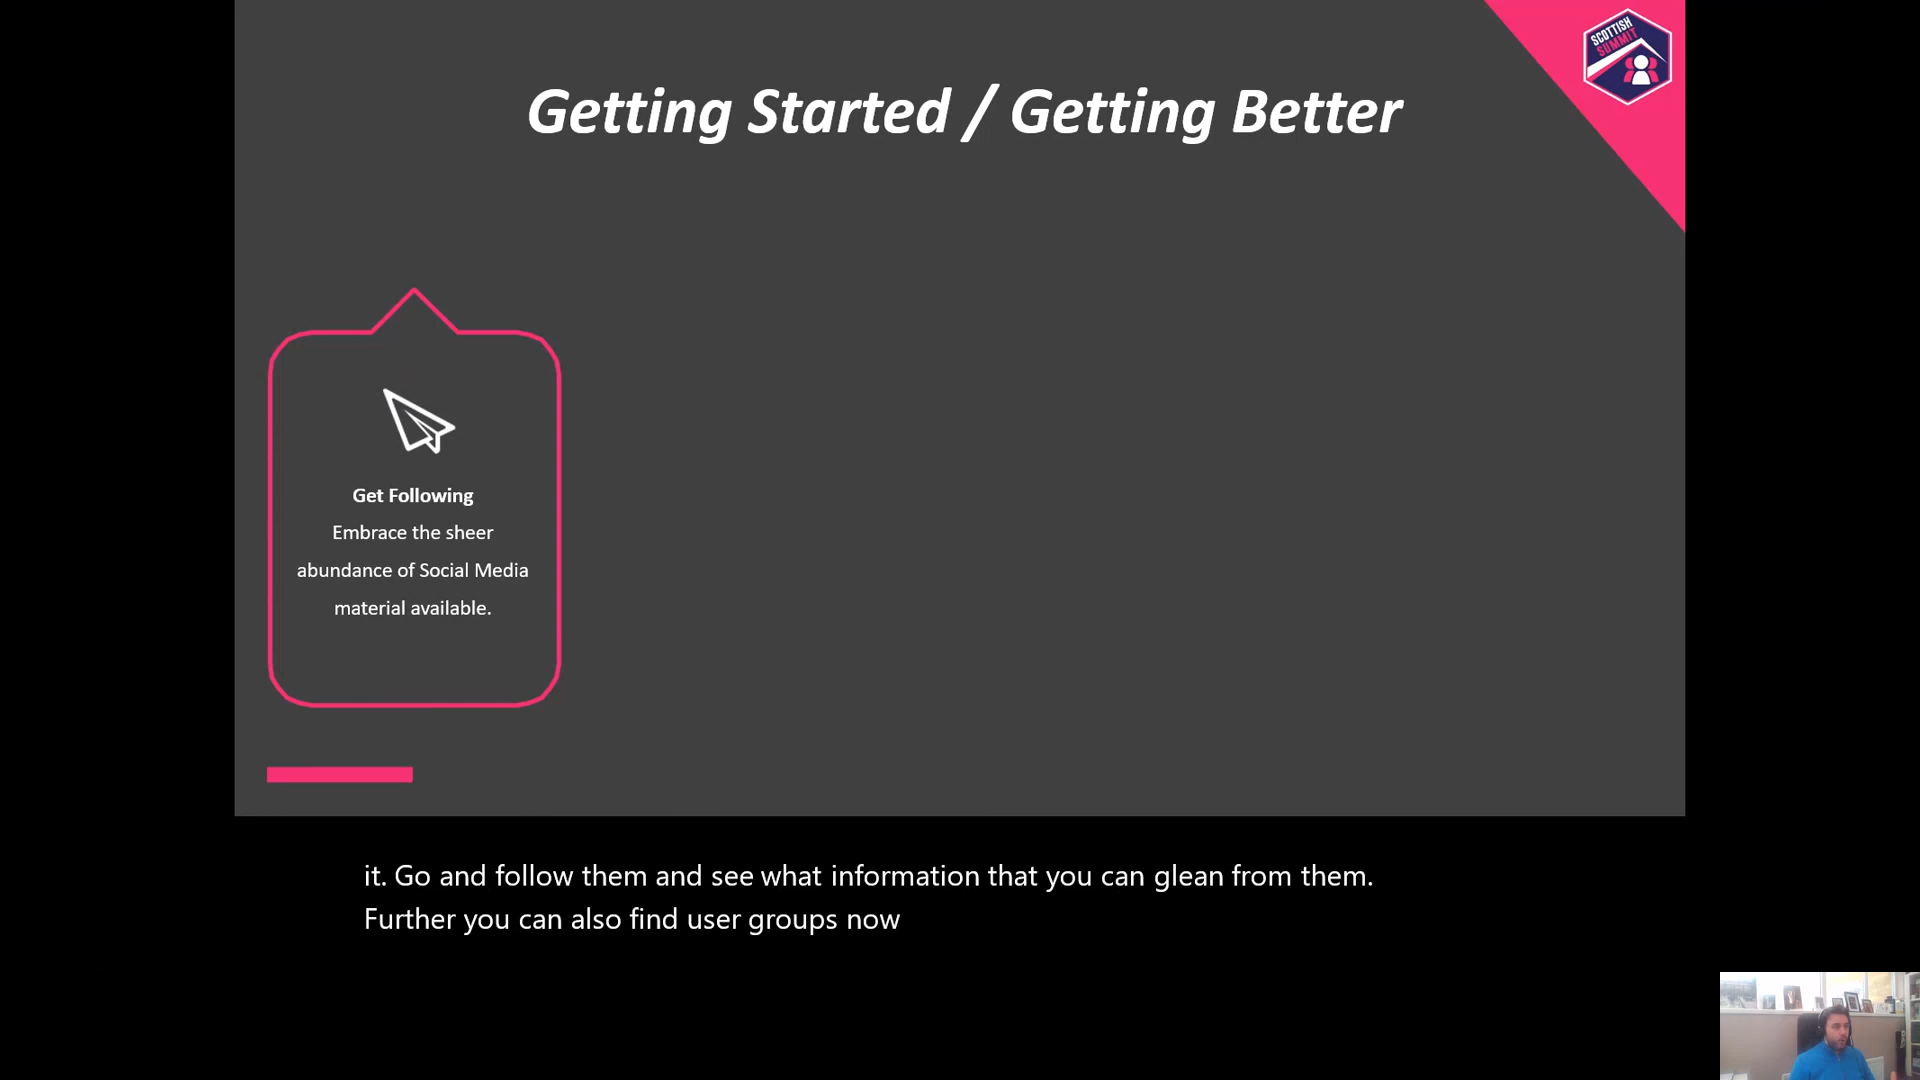 SCOTTISH
SUMMIT
Getting Started / Getting Better
Get Following
Embrace the sheer
abundance of Social Media
material available.
it. Go and follow them and see what information that you can glean from them.
Further you can also find user groups now